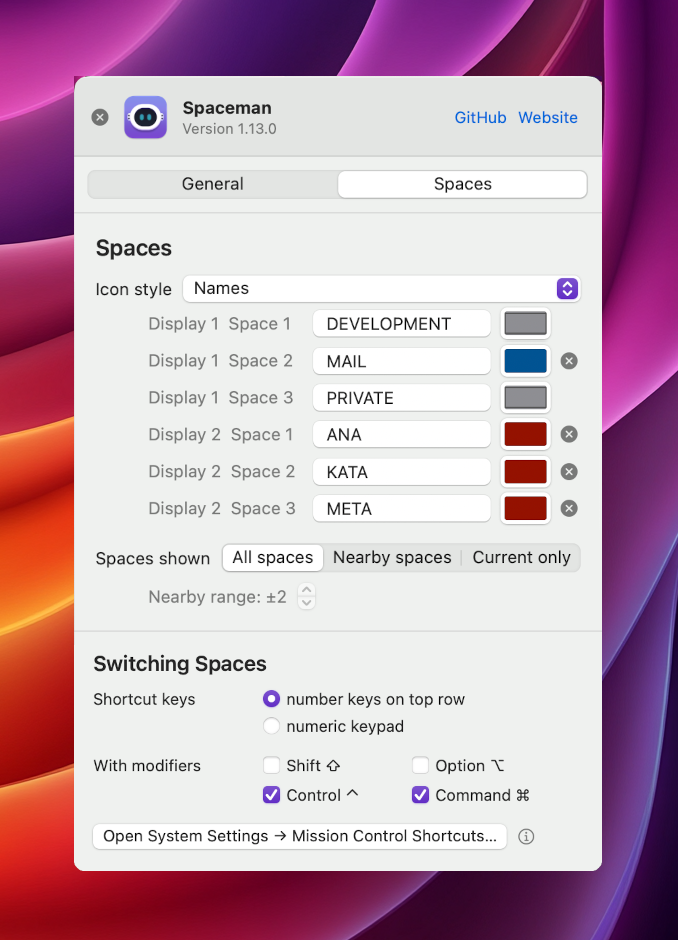 Spaceman
Version 1.13.0
GitHub Website
General Spaces
Spaces
Icon style Names
Display 1 Space 1 DEVELOPMENT
Display 1 Space 2 MAIL
Display 1 Space 3 PRIVATE
Display 2 Space 1 ANA
Display 2 Space 2 KATA
Display 2 Space 3 META
Spaces shown All spaces Nearby spaces Current only
Nearby range: ±2
Switching Spaces
Shortcut keys number keys on top row
numeric keypad
With modifiers Shift ⇧ Option ⌥
Control ^ Command ⌘
Open System Settings → Mission Control Shortcuts...